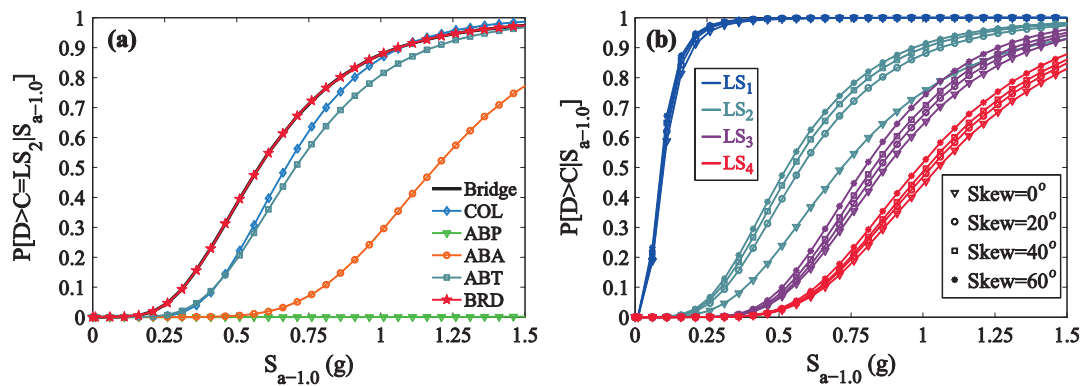 (a)
P[D>C=LS₂|Sₐ₋₁.₀]
1
0.9
0.8
0.7
0.6
0.5
0.4
0.3
0.2
0.1
0
0 0.25 0.5 0.75 1 1.25 1.5
Sₐ₋₁.₀ (g)
Bridge
COL
ABP
ABA
ABT
BRD
(b)
P[D>C|Sₐ₋₁.₀]
1
0.9
0.8
0.7
0.6
0.5
0.4
0.3
0.2
0.1
0
0 0.25 0.5 0.75 1 1.25 1.5
Sₐ₋₁.₀ (g)
LS₁
LS₂
LS₃
LS₄
Skew=0°
Skew=20°
Skew=40°
Skew=60°